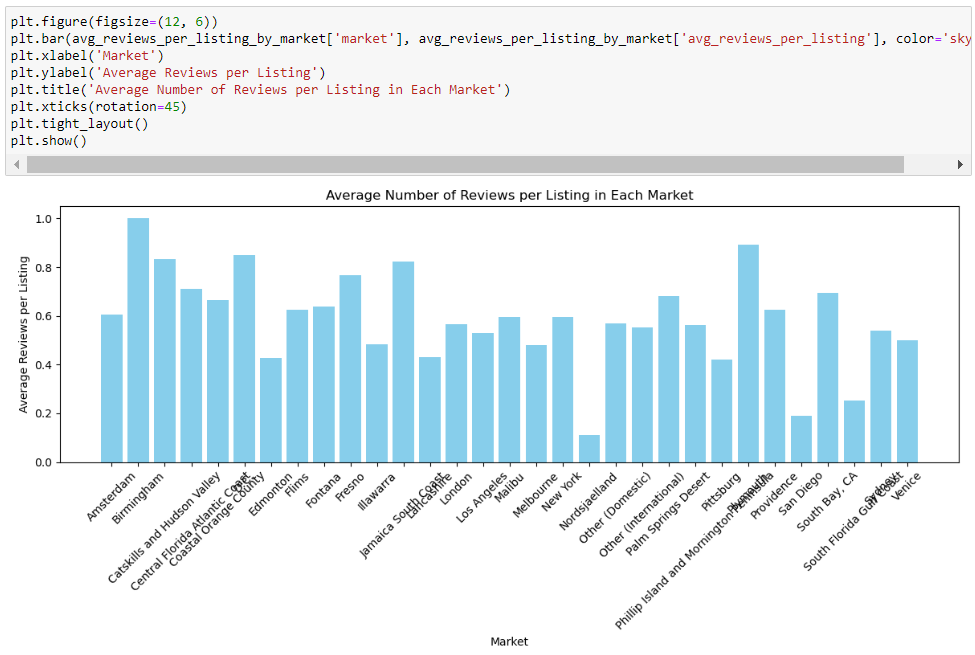 plt.figure(figsize=(12, 6))
plt.bar(avg_reviews_per_listing_by_market['market'], avg_reviews_per_listing_by_market['avg_reviews_per_listing'], color='sky
plt.xlabel('Market')
plt.ylabel('Average Reviews per Listing')
plt.title('Average Number of Reviews per Listing in Each Market')
plt.xticks(rotation=45)
plt.tight_layout()
plt.show()
Average Number of Reviews per Listing in Each Market
Average Reviews per Listing
1.0
0.8
0.6
0.4
0.2
0.0
Amsterdam
Birmingham
Catskills and Hudson Valley
Central Florida Atlantic Coast
Coastal Orange County
Edmonton
Flims
Fontana
Fresno
Illawarra
Jamaica South Coast
Lancashire
London
Los Angeles
Malibu
Melbourne
New York
Nordsjaelland
Other (Domestic)
Other (International)
Palm Springs Desert
Pittsburg
Phillip Island and Mornington Peninsula
Plymouth
Providence
San Diego
South Bay, CA
South Florida Gulf Coast
Sydney
Venice
Market